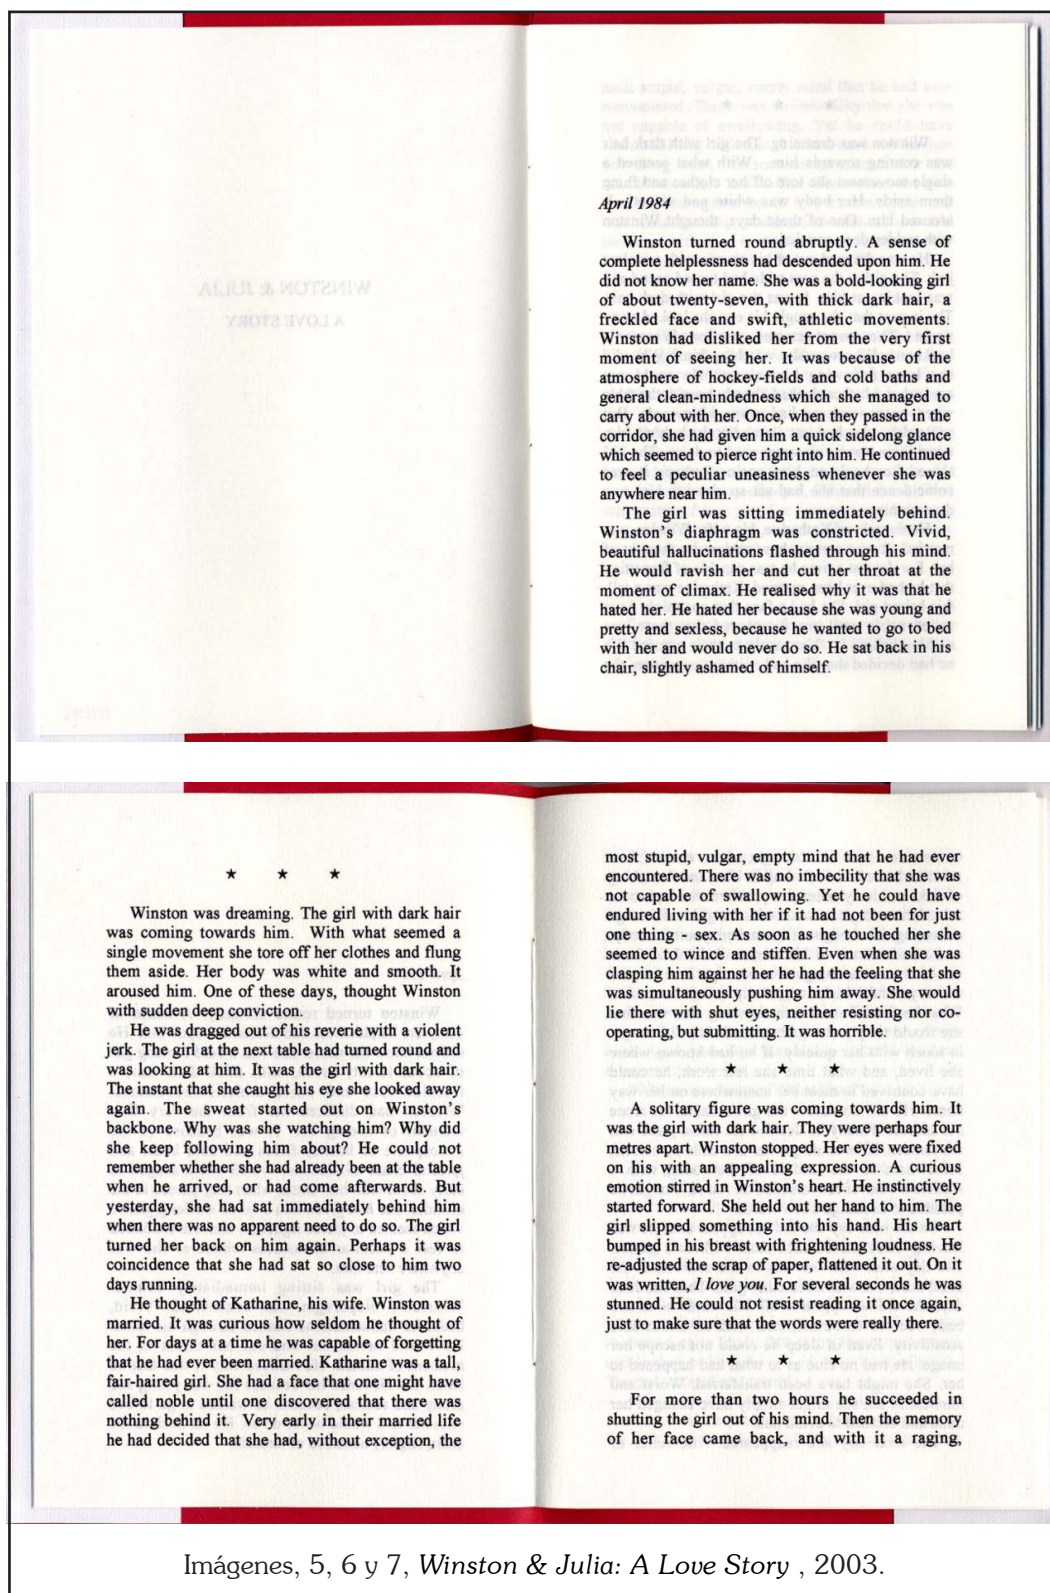 WINSTON & JULIA
A LOVE STORY
April 1984
Winston turned round abruptly. A sense of
complete helplessness had descended upon him. He
did not know her name. She was a bold-looking girl
of about twenty-seven, with thick dark hair, a
freckled face and swift, athletic movements.
Winston had disliked her from the very first
moment of seeing her. It was because of the
atmosphere of hockey-fields and cold baths and
general clean-mindedness which she managed to
carry about with her. Once, when they passed in the
corridor, she had given him a quick sidelong glance
which seemed to pierce right into him. He continued
to feel a peculiar uneasiness whenever she was
anywhere near him.
The girl was sitting immediately behind.
Winston's diaphragm was constricted. Vivid,
beautiful hallucinations flashed through his mind.
He would ravish her and cut her throat at the
moment of climax. He realised why it was that he
hated her. He hated her because she was young and
pretty and sexless, because he wanted to go to bed
with her and would never do so. He sat back in his
chair, slightly ashamed of himself.
★ ★ ★
Winston was dreaming. The girl with dark hair
was coming towards him. With what seemed a
single movement she tore off her clothes and flung
them aside. Her body was white and smooth. It
aroused him. One of these days, thought Winston
with sudden deep conviction.
He was dragged out of his reverie with a violent
jerk. The girl at the next table had turned round and
was looking at him. It was the girl with dark hair.
The instant that she caught his eye she looked away
again. The sweat started out on Winston's
backbone. Why was she watching him? Why did
she keep following him about? He could not
remember whether she had already been at the table
when he arrived, or had come afterwards. But
yesterday, she had sat immediately behind him
when there was no apparent need to do so. The girl
turned her back on him again. Perhaps it was
coincidence that she had sat so close to him two
days running.
He thought of Katharine, his wife. Winston was
married. It was curious how seldom he thought of
her. For days at a time he was capable of forgetting
that he had ever been married. Katharine was a tall,
fair-haired girl. She had a face that one might have
called noble until one discovered that there was
nothing behind it. Very early in their married life
he had decided that she had, without exception, the
most stupid, vulgar, empty mind that he had ever
encountered. There was no imbecility that she was
not capable of swallowing. Yet he could have
endured living with her if it had not been for just
one thing - sex. As soon as he touched her she
seemed to wince and stiffen. Even when she was
clasping him against her he had the feeling that she
was simultaneously pushing him away. She would
lie there with shut eyes, neither resisting nor co-
operating, but submitting. It was horrible.
★ ★ ★
A solitary figure was coming towards him. It
was the girl with dark hair. They were perhaps four
metres apart. Winston stopped. Her eyes were fixed
on his with an appealing expression. A curious
emotion stirred in Winston's heart. He instinctively
started forward. She held out her hand to him. The
girl slipped something into his hand. His heart
bumped in his breast with frightening loudness. He
re-adjusted the scrap of paper, flattened it out. On it
was written, I love you. For several seconds he was
stunned. He could not resist reading it once again,
just to make sure that the words were really there.
★ ★ ★
For more than two hours he succeeded in
shutting the girl out of his mind. Then the memory
of her face came back, and with it a raging,
Imágenes, 5, 6 y 7, Winston & Julia: A Love Story , 2003.